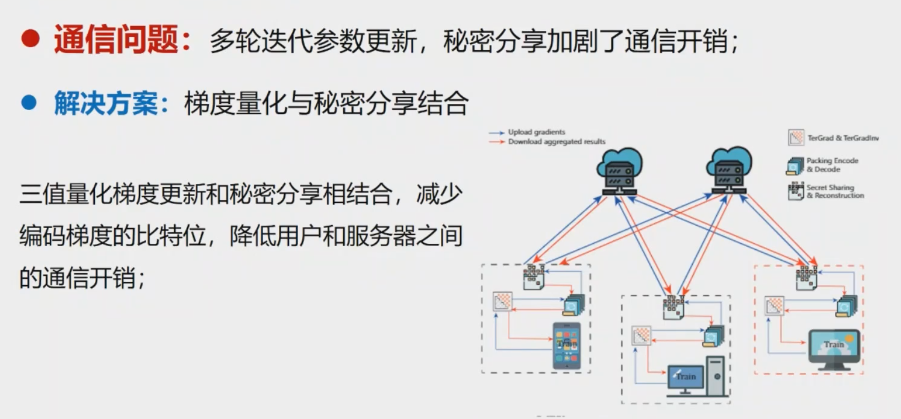 通信问题：多轮迭代参数更新，秘密分享加剧了通信开销；
解决方案：梯度量化与秘密分享结合
三值量化梯度更新和秘密分享相结合，减少
编码梯度的比特位，降低用户和服务器之间
的通信开销；
Upload gradients
Download aggregated results
TerGrad & TerGradInv
Packing Encode
& Decode
Secret Sharing
& Reconstruction
Train
Train
Train